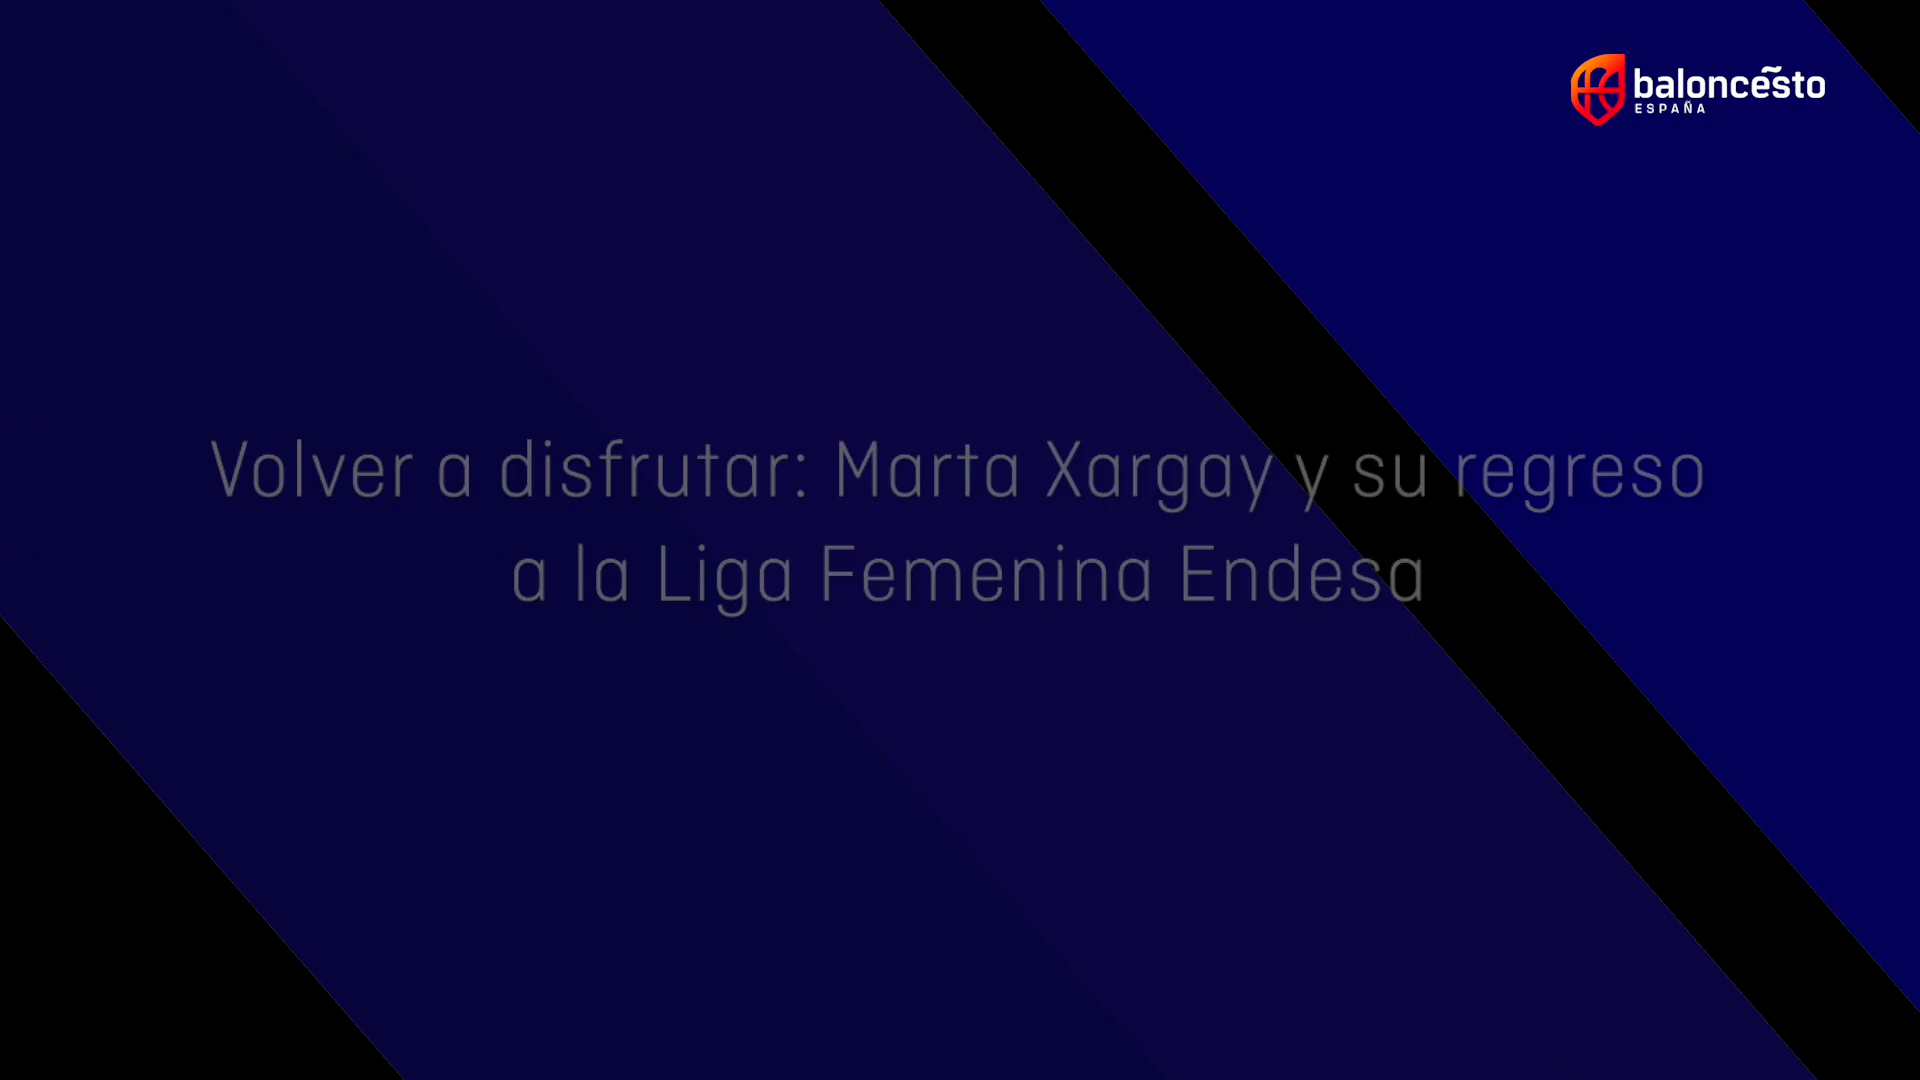 baloncesto
ESPAÑA
Volver a disfrutar: Marta Xargay y su regreso
a la Liga Femenina Endesa